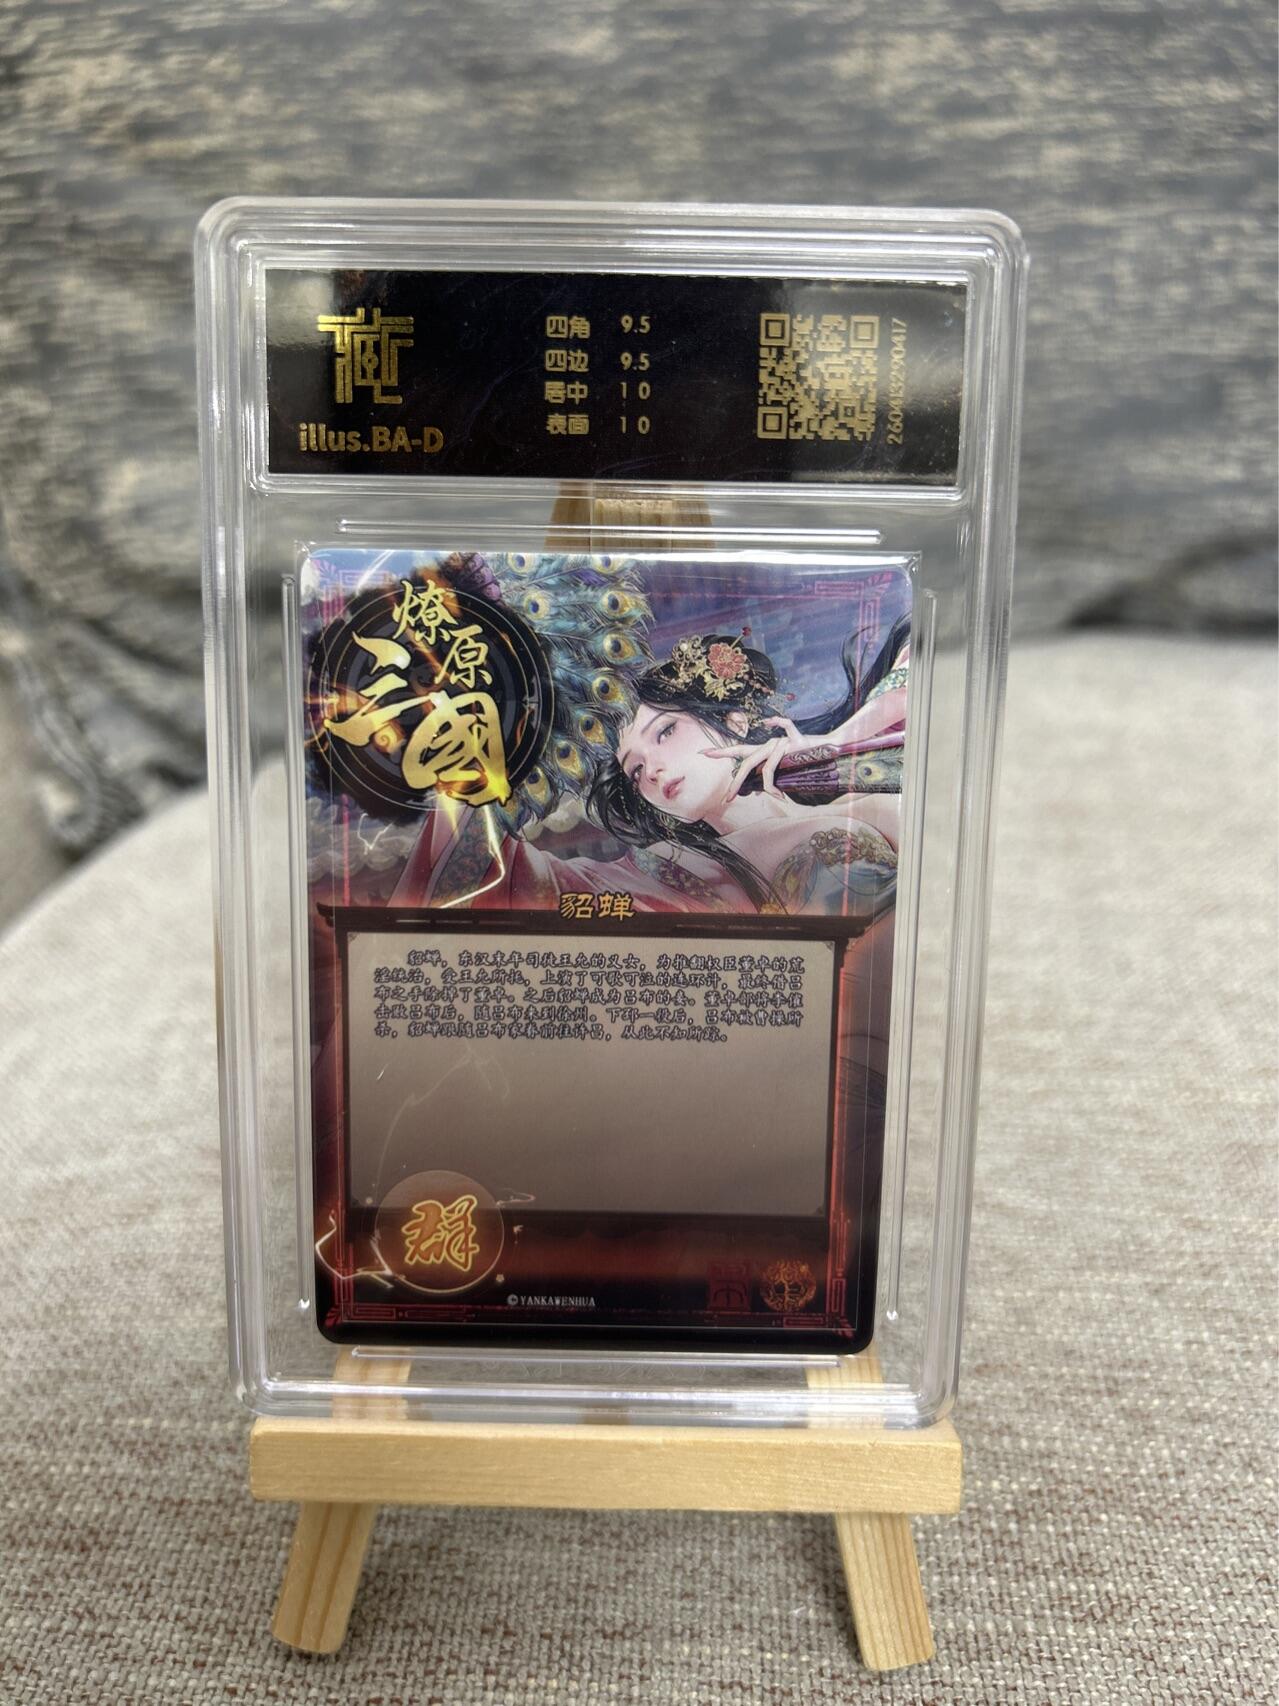 藏
illus.BA-D
四角 9.5
四边 9.5
居中 10
表面 10
260413290417
燎原
三國
貂蝉
貂蝉，东汉末年司徒王允的义女，为推翻权臣董卓的荒
淫统治，受王允所托，上演了可歌可泣的连环计，最终借吕
布之手除掉了董卓。之后貂蝉成为吕布的妾。董卓部将李傕
击败吕布后，随吕布来到徐州。下邳一役后，吕布被曹操所
杀，貂蝉跟随吕布家眷前往许昌，从此不知所踪。
群
©YANKAWENHUA